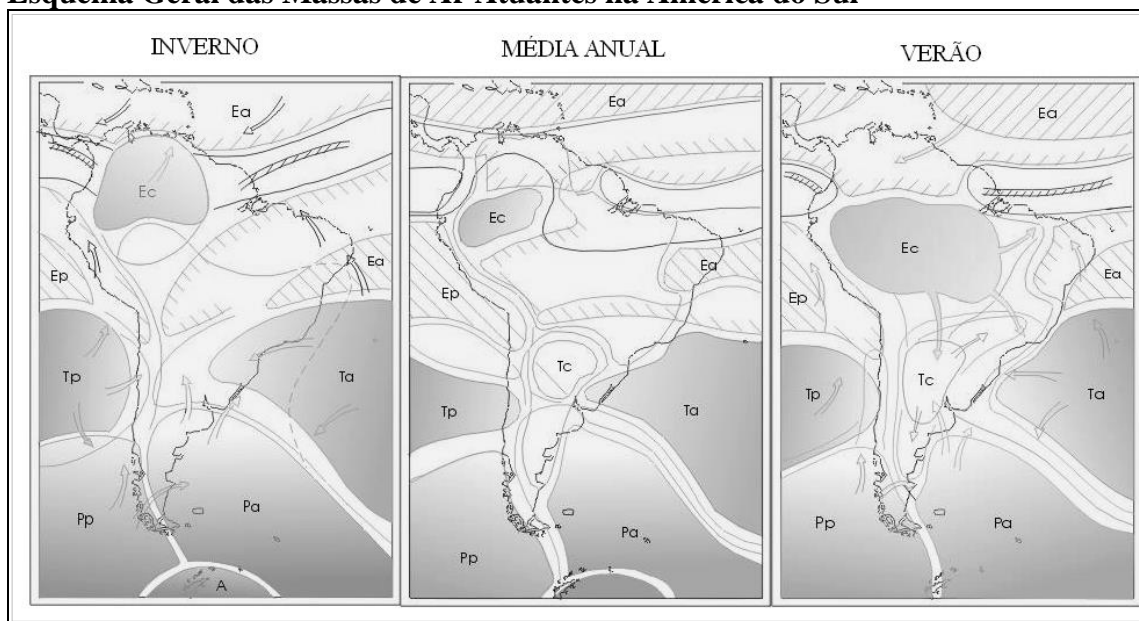 Esquema Geral das Massas de Ar Atuantes na América do Sul
INVERNO
MÉDIA ANUAL
VERÃO
Ea
Ec
Ep
Ea
Tp
Ta
Pp
Pa
A
Ea
Ec
Ea
Ep
Tc
Tp
Ta
Pa
Pp
Ea
Ec
Ea
Ep
Tp
Tc
Ta
Pp
Pa